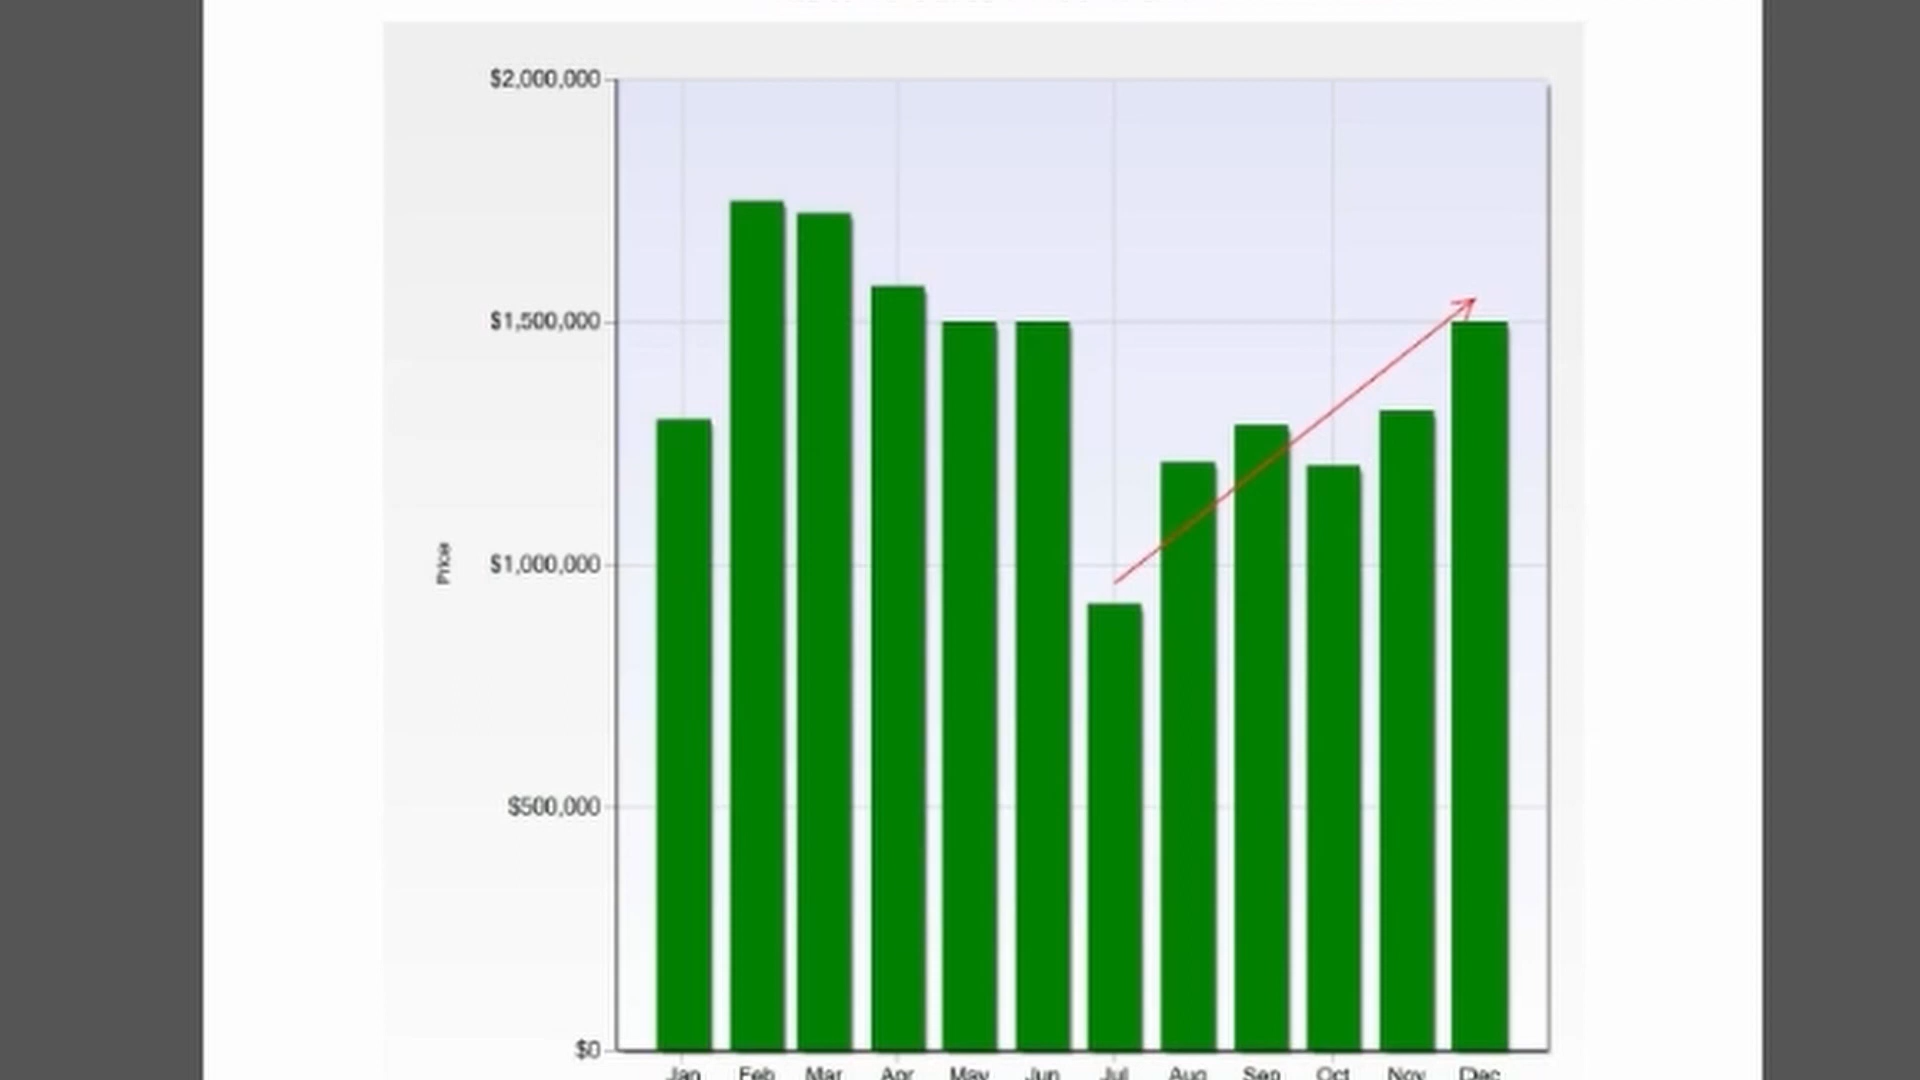 $2,000,000
$1,500,000
Price
$1,000,000
$500,000
$0
Jan Feb Mar Apr May Jun Jul Aug Sep Oct Nov Dec